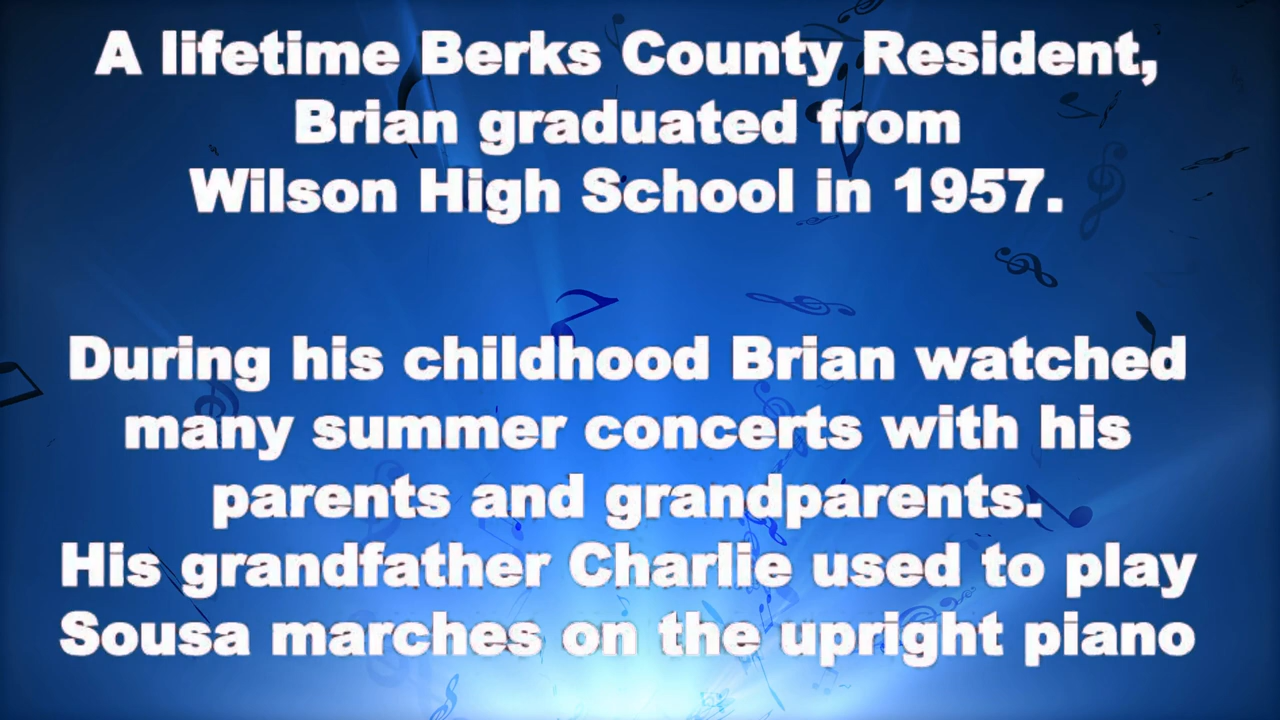 A lifetime Berks County Resident,
Brian graduated from
Wilson High School in 1957.
During his childhood Brian watched
many summer concerts with his
parents and grandparents.
His grandfather Charlie used to play
Sousa marches on the upright piano